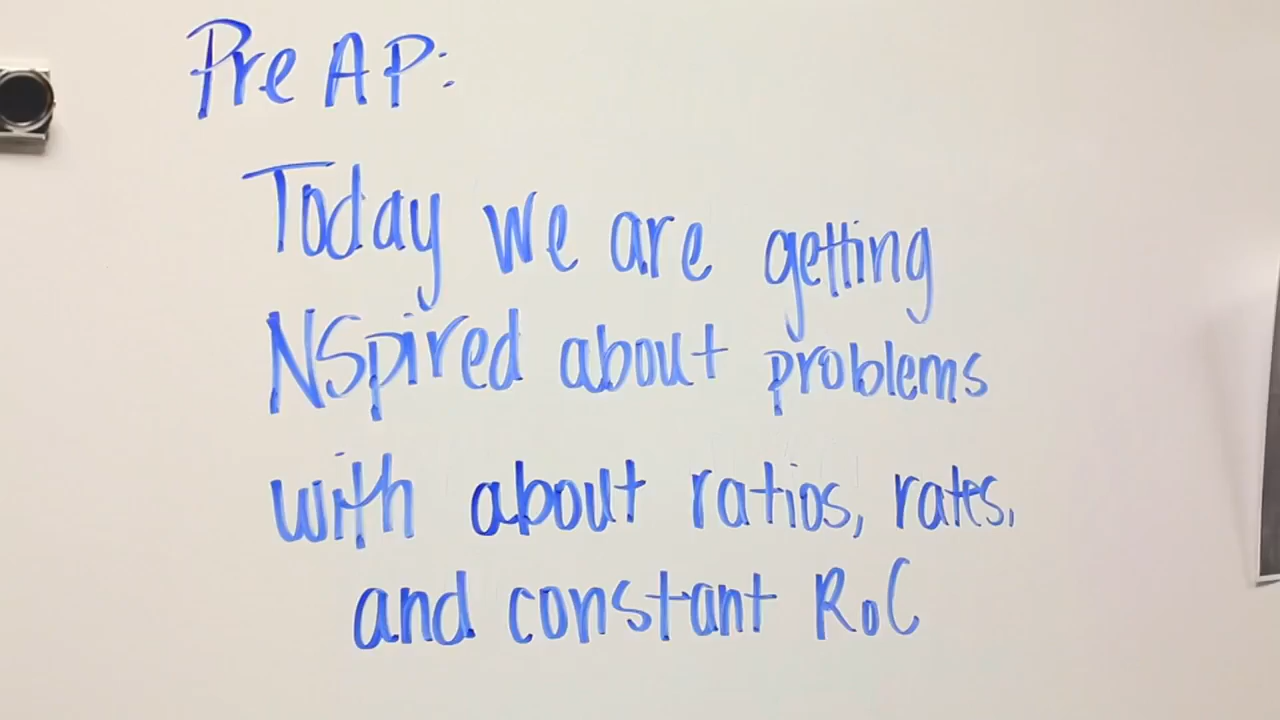 Pre AP:
Today we are getting
NSpired about problems
with about ratios, rates,
and constant RoC